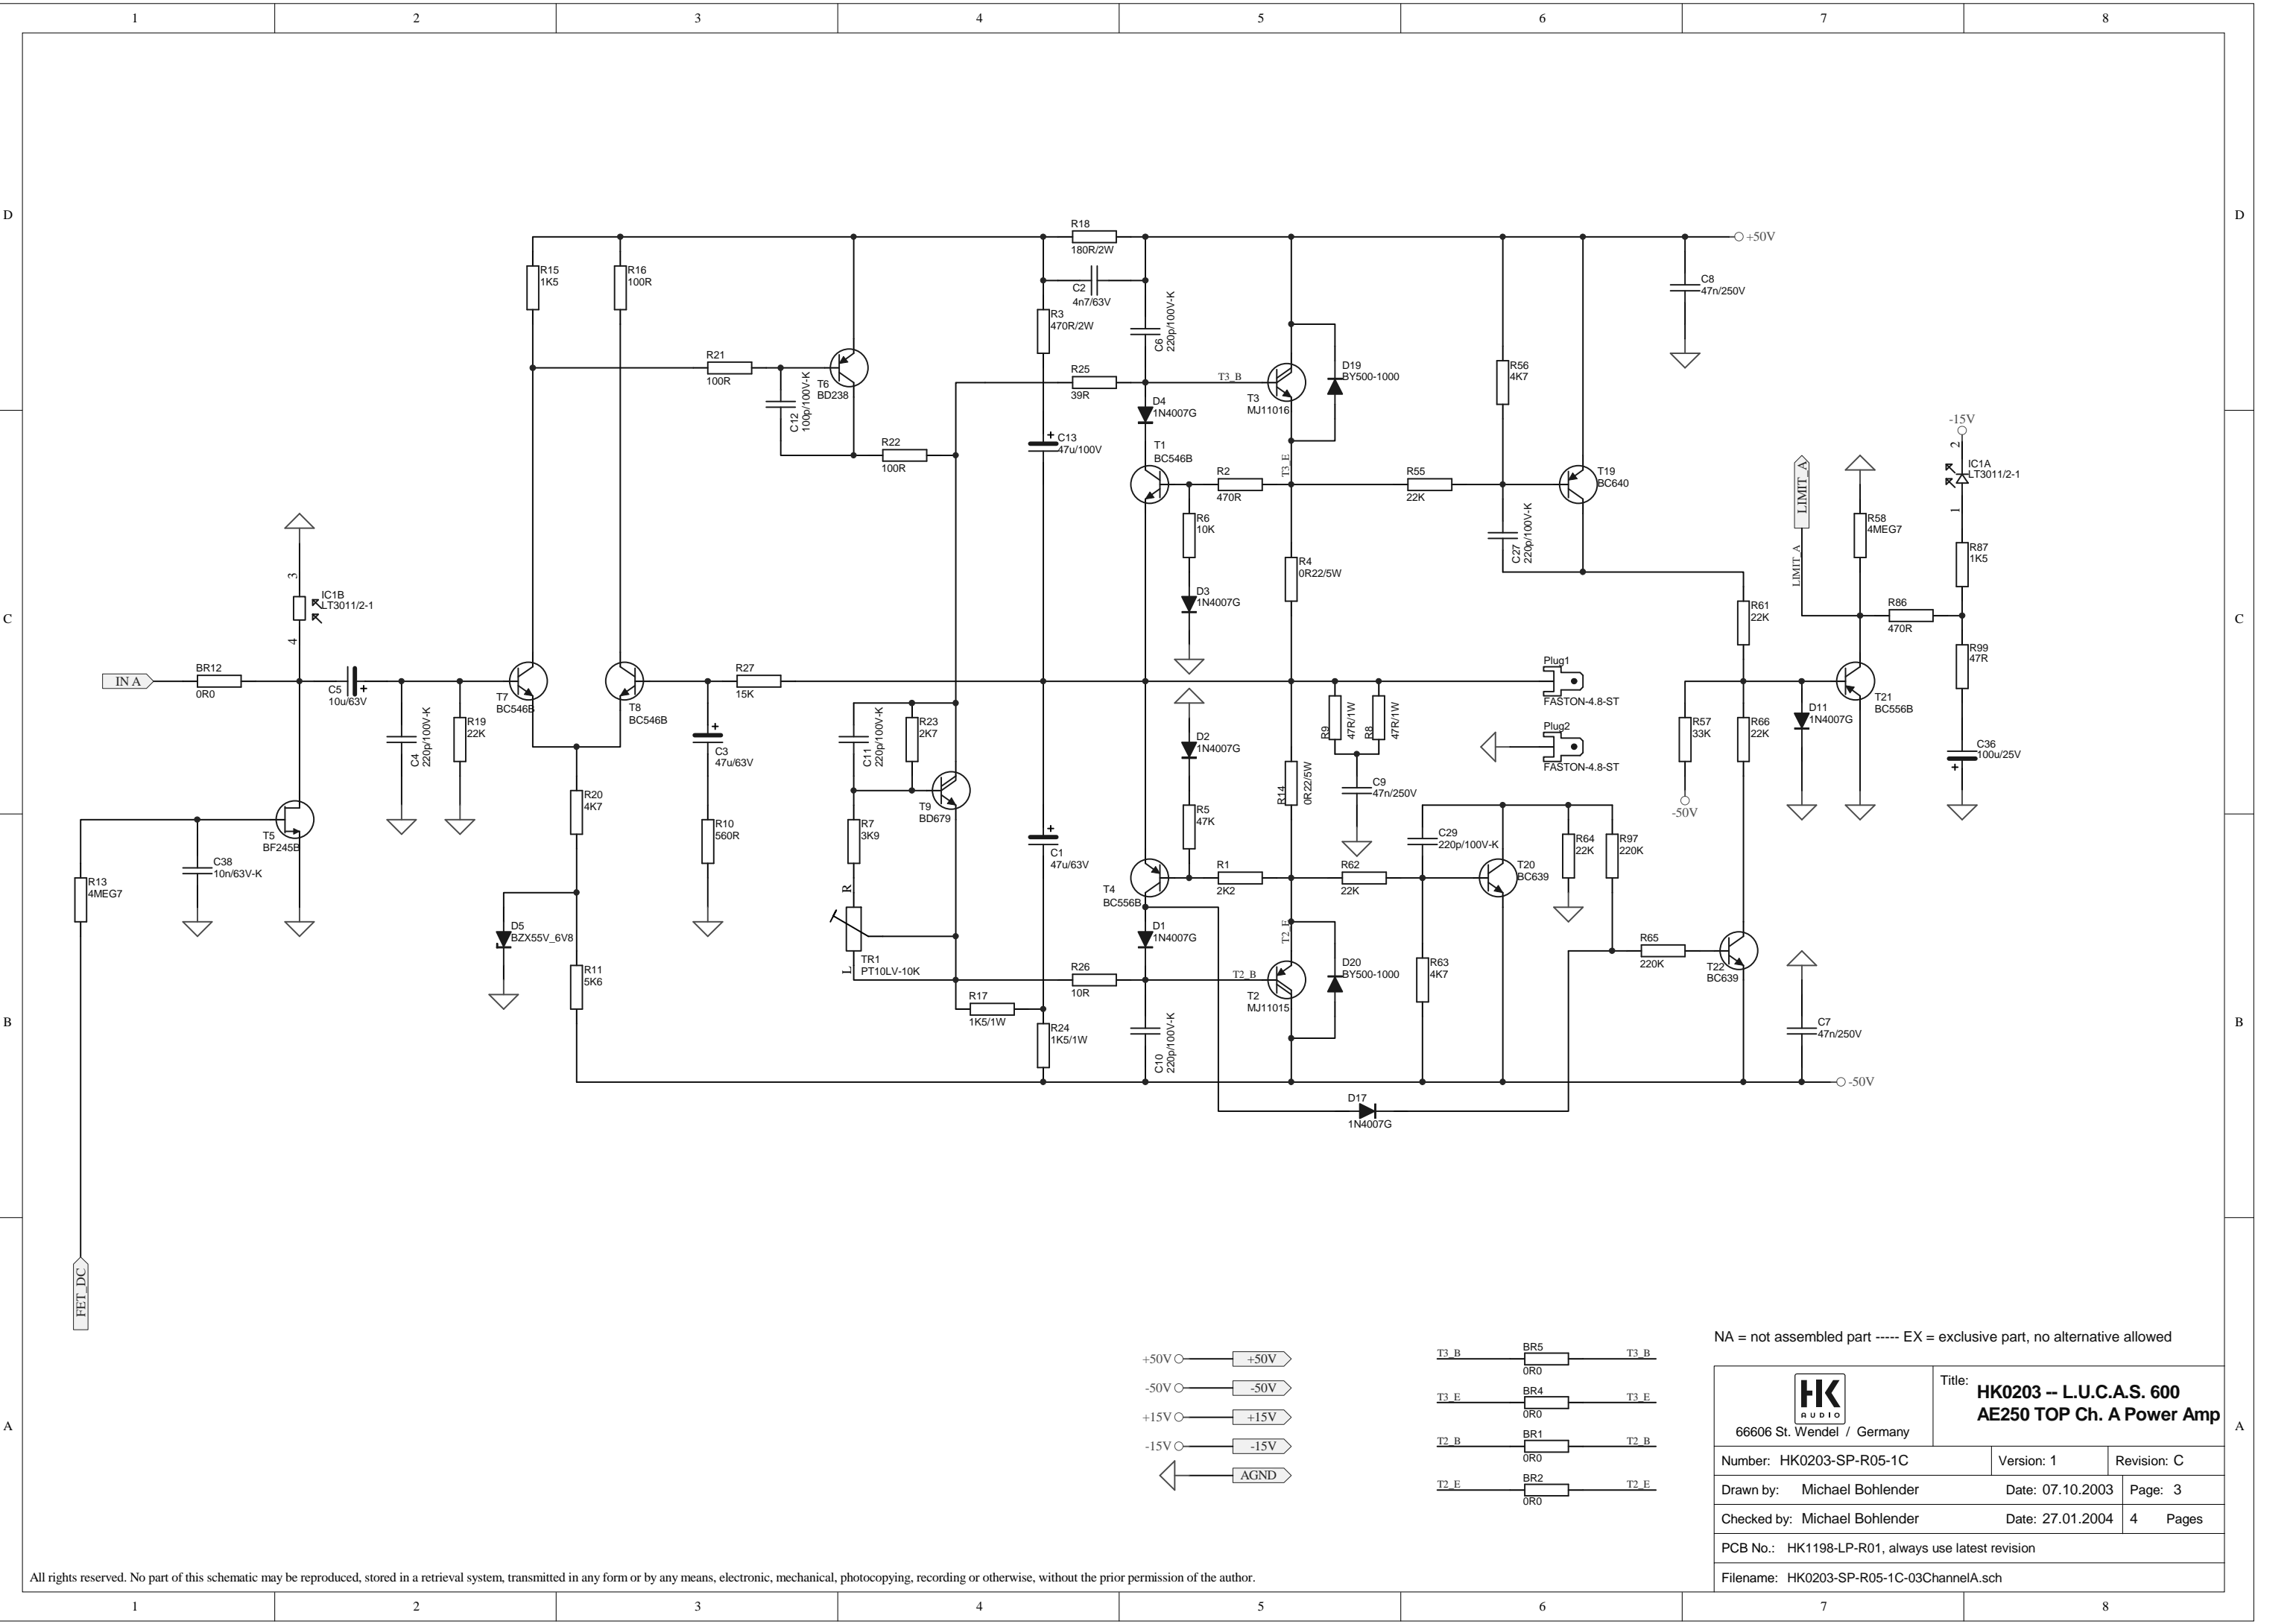 1 2 3 4 5 6 7 8
D
D
R18
180R/2W
+50V
R15
1K5
R16
100R
C2
4n7/63V
C8
47n/250V
R3
470R/2W
C6
220p/100V-K
R21
100R
T6
BD238
C12
100p/100V-K
R25
39R
T3_B
T3
MJ11016
D19
BY500-1000
R56
4K7
D4
1N4007G
R22
100R
C13
47u/100V
+
T1
BC546B
R2
470R
T3_E
R55
22K
T19
BC640
LIMIT_A
LIMIT_A
-15V
2
IC1A
LT3011/2-1
1
R6
10K
C27
220p/100V-K
R58
4MEG7
R87
1K5
3
IC1B
LT3011/2-1
4
R4
0R22/5W
D3
1N4007G
R61
22K
R86
470R
C
C
R99
47R
IN A
BR12
0R0
C5
10u/63V
+
T7
BC546B
T8
BC546B
R27
15K
Plug1
FASTON-4.8-ST
T21
BC556B
C4
220p/100V-K
R19
22K
C3
47u/63V
+
C11
220p/100V-K
R23
2K7
D2
1N4007G
R9
47R/1W
R8
47R/1W
Plug2
FASTON-4.8-ST
R57
33K
R66
22K
D11
1N4007G
C36
100u/25V
+
R20
4K7
T9
BD679
R14
0R22/5W
C9
47n/250V
-50V
T5
BF245B
R10
560R
R7
3K9
C1
47u/63V
+
R5
47K
C29
220p/100V-K
R64
22K
R97
220K
C38
10n/63V-K
R13
4MEG7
R
T4
BC556B
R1
2K2
R62
22K
T20
BC639
D5
BZX55V_6V8
D1
1N4007G
T2_E
R65
220K
T22
BC639
R11
5K6
TR1
PT10LV-10K
L
R26
10R
T2_B
T2
MJ11015
D20
BY500-1000
R63
4K7
R17
1K5/1W
B
B
R24
1K5/1W
C10
220p/100V-K
C7
47n/250V
-50V
D17
1N4007G
FET_DC
NA = not assembled part ----- EX = exclusive part, no alternative allowed
+50V +50V
-50V -50V
+15V +15V
-15V -15V
AGND
T3_B BR5 T3_B
0R0
T3_E BR4 T3_E
0R0
T2_B BR1 T2_B
0R0
T2_E BR2 T2_E
0R0
A
A
HK
AUDIO
66606 St. Wendel / Germany
Title:
HK0203 -- L.U.C.A.S. 600
AE250 TOP Ch. A Power Amp
Number: HK0203-SP-R05-1C Version: 1 Revision: C
Drawn by: Michael Bohlender Date: 07.10.2003 Page: 3
Checked by: Michael Bohlender Date: 27.01.2004 4 Pages
PCB No.: HK1198-LP-R01, always use latest revision
Filename: HK0203-SP-R05-1C-03ChannelA.sch
All rights reserved. No part of this schematic may be reproduced, stored in a retrieval system, transmitted in any form or by any means, electronic, mechanical, photocopying, recording or otherwise, without the prior permission of the author.
1 2 3 4 5 6 7 8